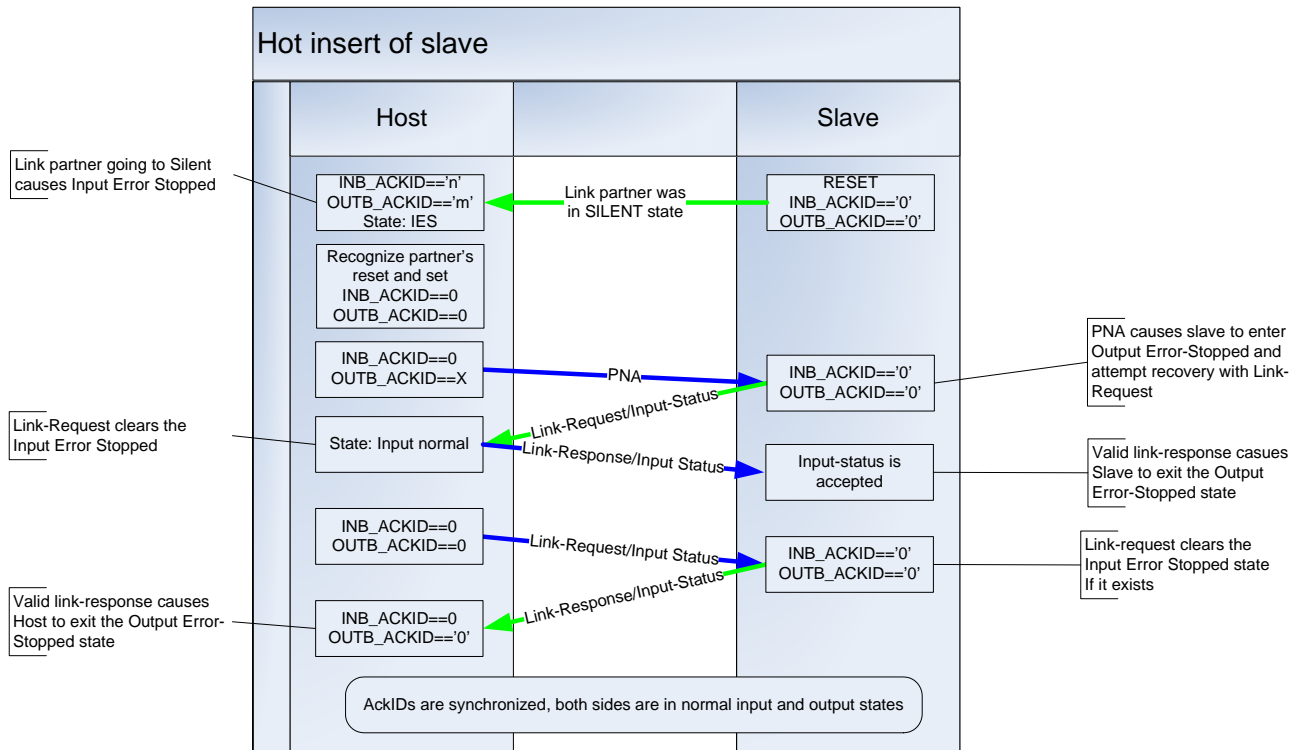 Hot insert of slave
Host
Slave
Link partner going to Silent
causes Input Error Stopped
INB_ACKID=='n'
OUTB_ACKID=='m'
State: IES
Link partner was
in SILENT state
RESET
INB_ACKID=='0'
OUTB_ACKID=='0'
Recognize partner's
reset and set
INB_ACKID==0
OUTB_ACKID==0
INB_ACKID==0
OUTB_ACKID==X
PNA
INB_ACKID=='0'
OUTB_ACKID=='0'
PNA causes slave to enter
Output Error-Stopped and
attempt recovery with Link-
Request
Link-Request/Input-Status
Link-Request clears the
Input Error Stopped
State: Input normal
Link-Response/Input Status
Input-status is
accepted
Valid link-response casues
Slave to exit the Output
Error-Stopped state
INB_ACKID==0
OUTB_ACKID==0
Link-Request/Input Status
INB_ACKID=='0'
OUTB_ACKID=='0'
Link-request clears the
Input Error Stopped state
If it exists
Link-Response/Input-Status
Valid link-response causes
Host to exit the Output Error-
Stopped state
INB_ACKID==0
OUTB_ACKID=='0'
AckIDs are synchronized, both sides are in normal input and output states